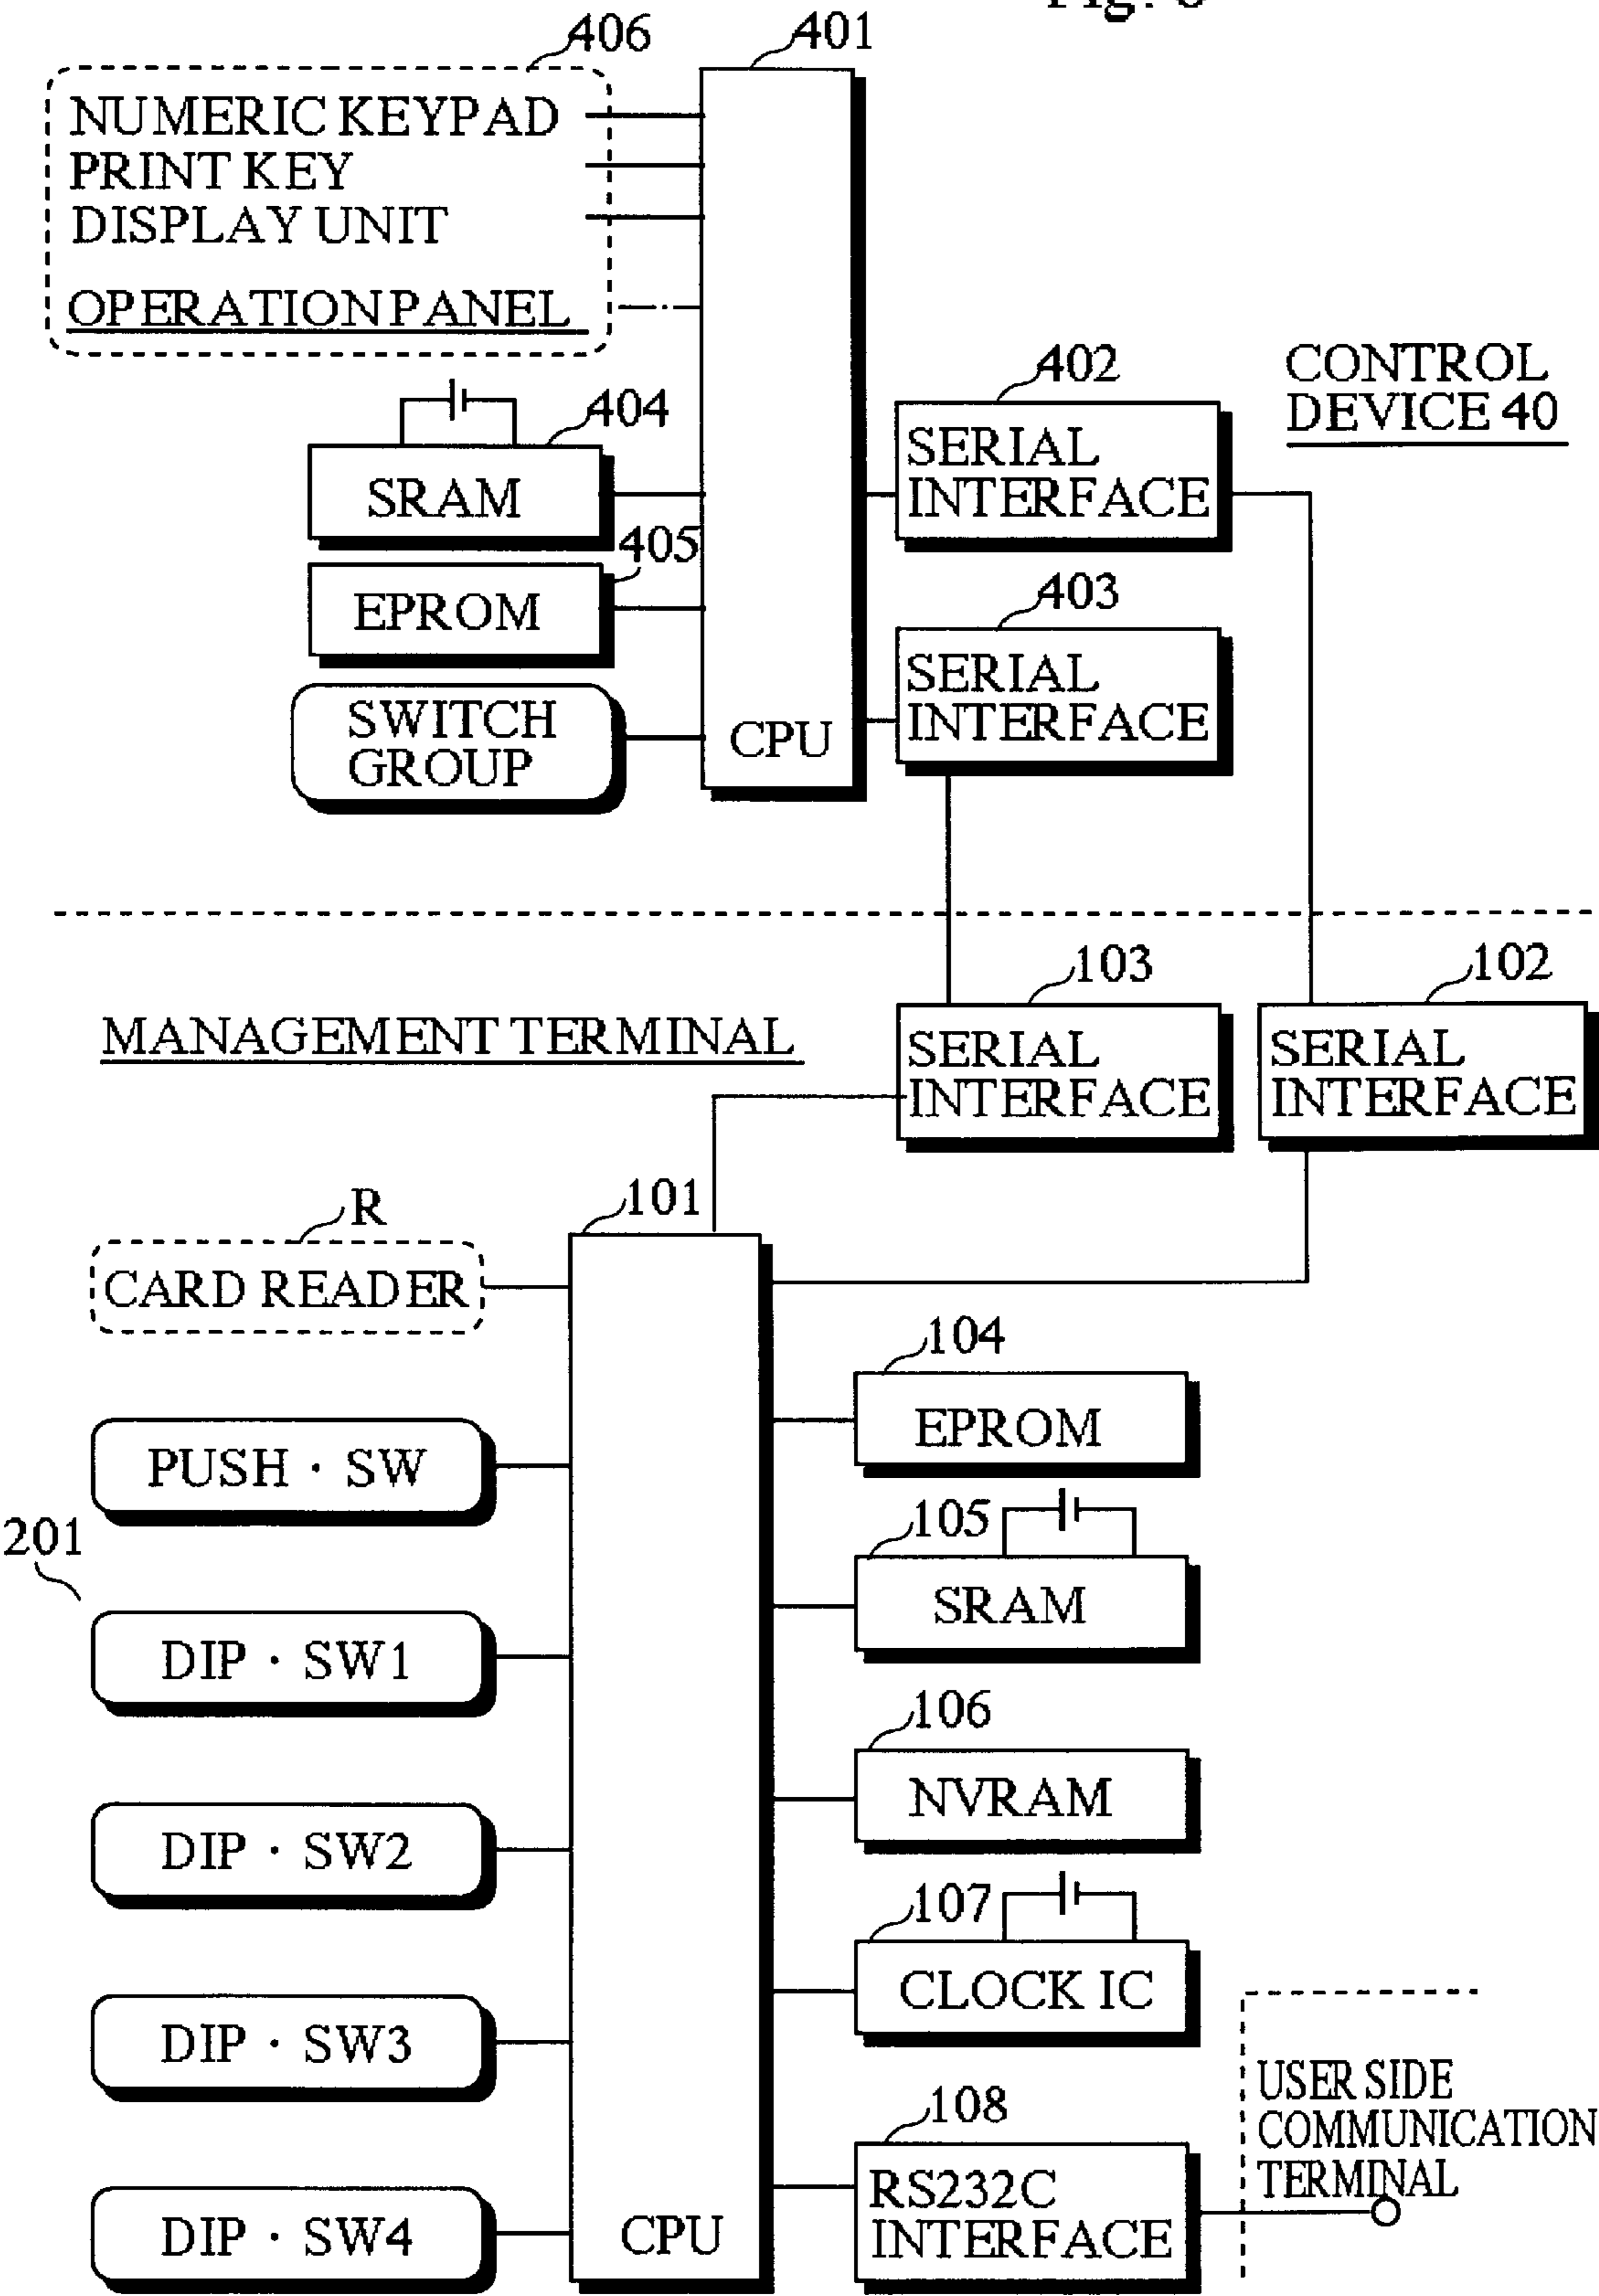 406
401
NUMERIC KEYPAD
PRINT KEY
DISPLAY UNIT
OPERATION PANEL
402
CONTROL
DEVICE 40
404
SERIAL
INTERFACE
SRAM
405
EPROM
403
SERIAL
INTERFACE
SWITCH
GROUP
CPU
103
102
MANAGEMENT TERMINAL
SERIAL
INTERFACE
SERIAL
INTERFACE
R
101
CARD READER
104
EPROM
PUSH · SW
105
201
SRAM
DIP · SW1
106
NVRAM
DIP · SW2
107
CLOCK IC
DIP · SW3
USER SIDE
COMMUNICATION
TERMINAL
108
RS232C
INTERFACE
DIP · SW4
CPU